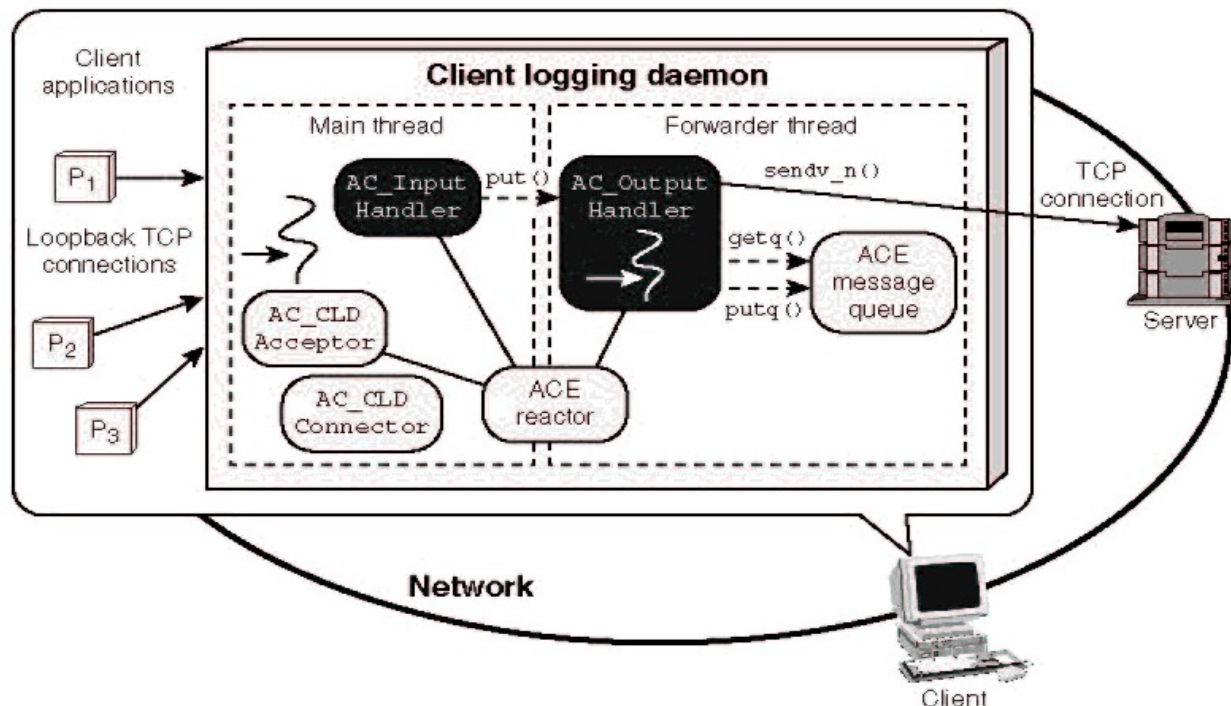 Client
applications
P1
Loopback TCP
connections
P2
P3
Client logging daemon
Main thread
AC_Input
Handler
put()
AC_CLD
Acceptor
AC_CLD
Connector
ACE
reactor
Forwarder thread
AC_Output
Handler
sendv_n()
getq()
putq()
ACE
message
queue
TCP
connection
Server
Network
Client